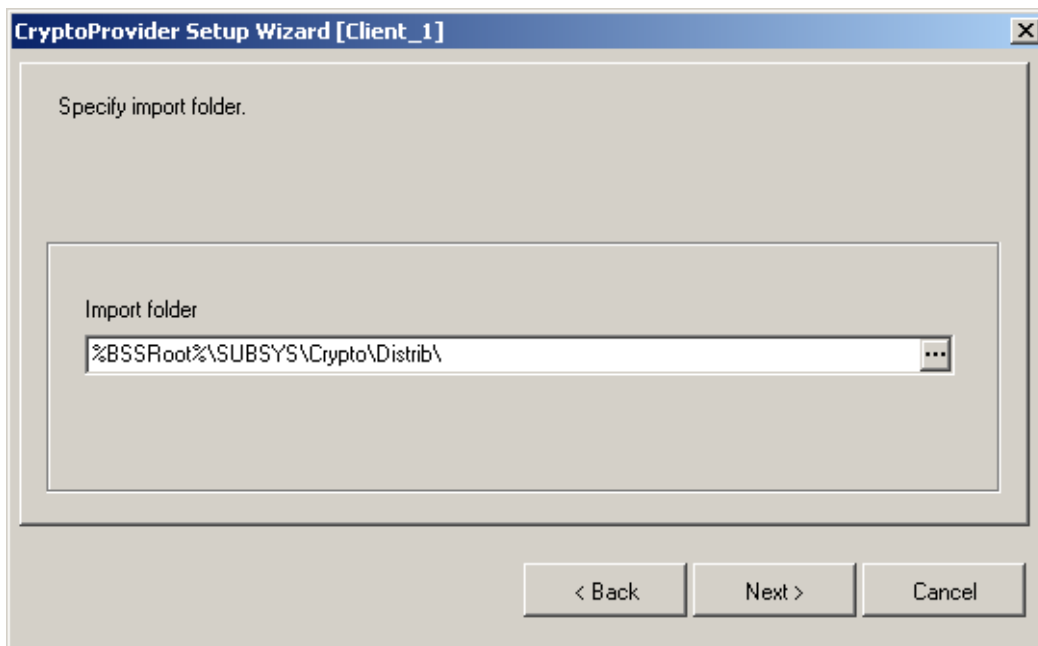 CryptoProvider Setup Wizard [Client_1]
Specify import folder.
Import folder
%BSSRoot%\SUBSYS\Crypto\Distrib\
...
< Back Next > Cancel